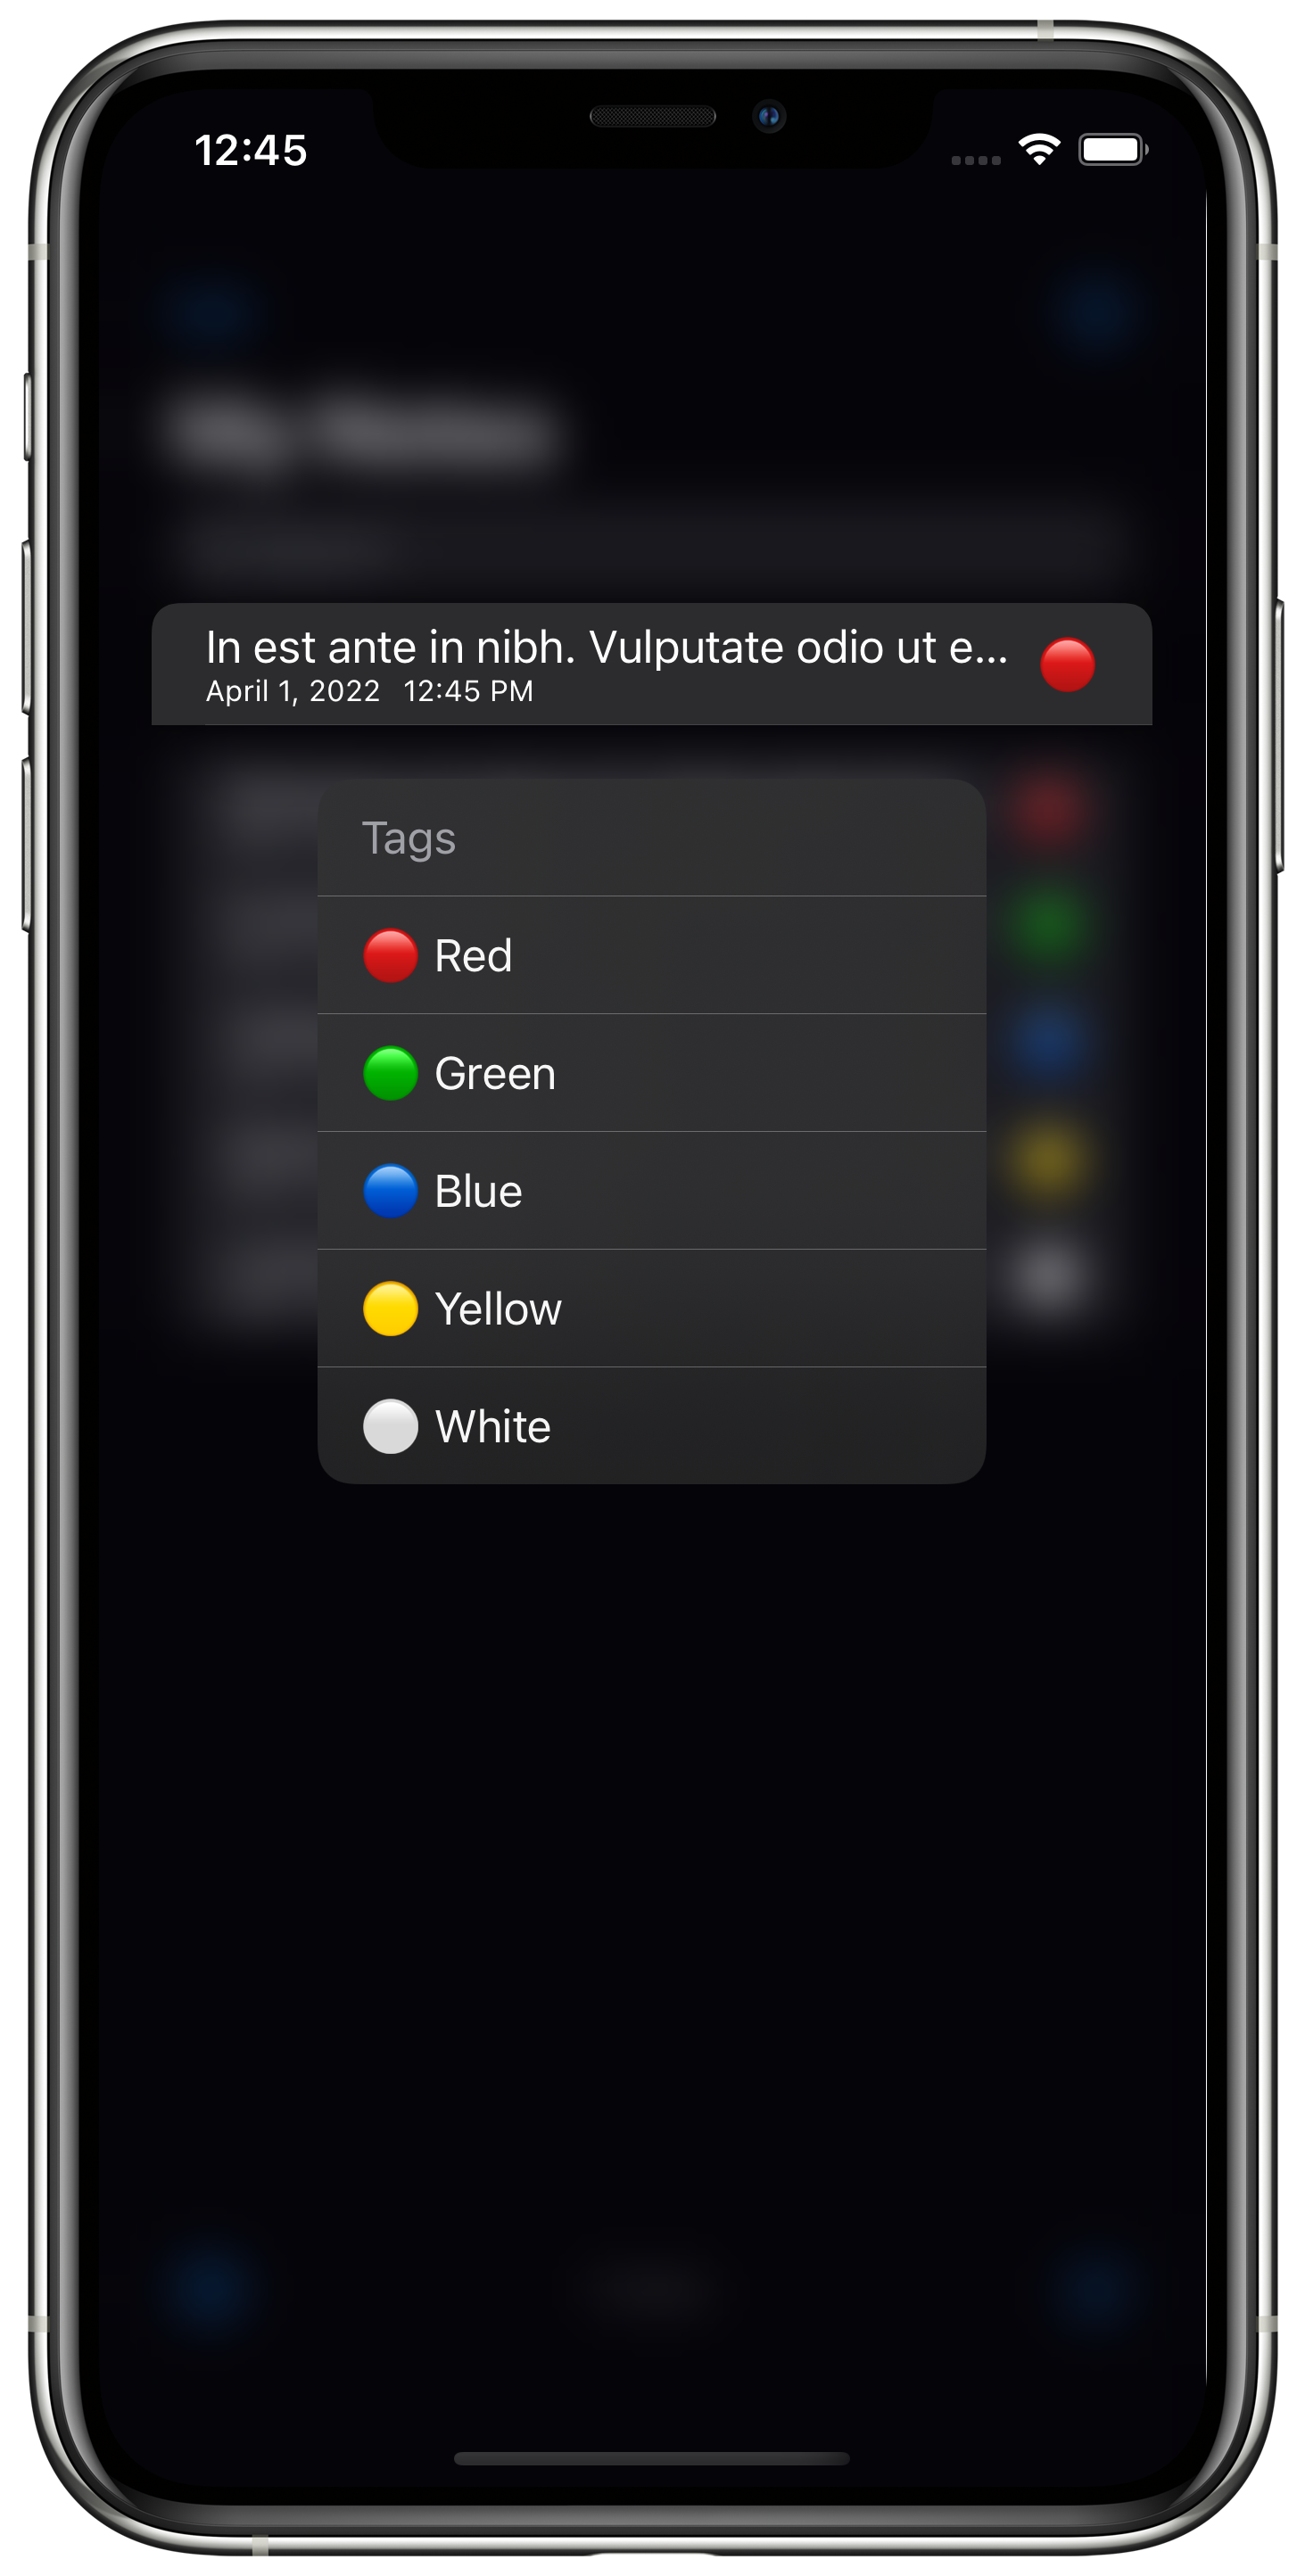 12:45
In est ante in nibh. Vulputate odio ut e...
April 1, 2022 12:45 PM
Tags
Red
Green
Blue
Yellow
White